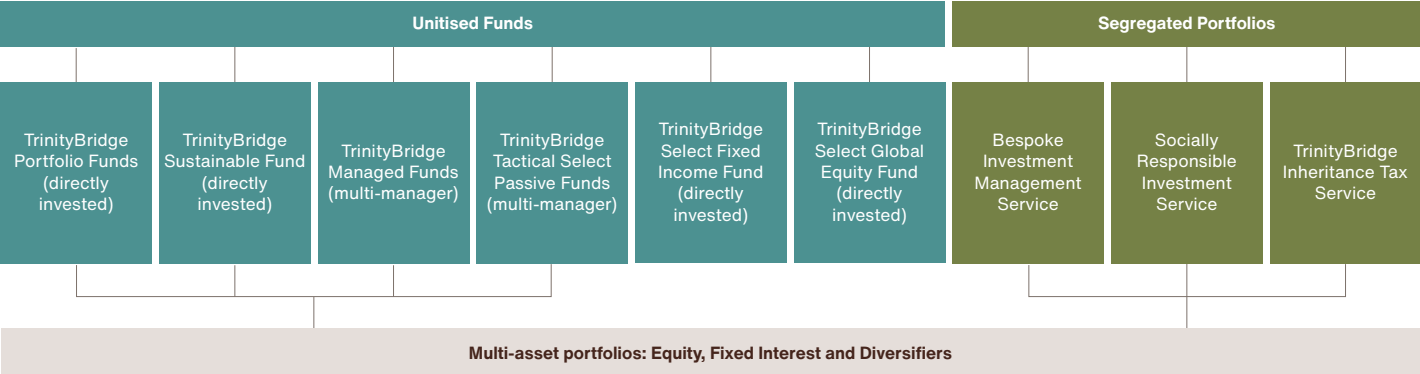 Unitised Funds
Segregated Portfolios
TrinityBridge
Portfolio Funds
(directly
invested)
TrinityBridge
Sustainable Fund
(directly
invested)
TrinityBridge
Managed Funds
(multi-manager)
TrinityBridge
Tactical Select
Passive Funds
(multi-manager)
TrinityBridge
Select Fixed
Income Fund
(directly
invested)
TrinityBridge
Select Global
Equity Fund
(directly
invested)
Bespoke
Investment
Management
Service
Socially
Responsible
Investment
Service
TrinityBridge
Inheritance Tax
Service
Multi-asset portfolios: Equity, Fixed Interest and Diversifiers